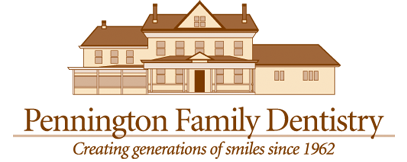 Pennington Family Dentistry
Creating generations of smiles since 1962